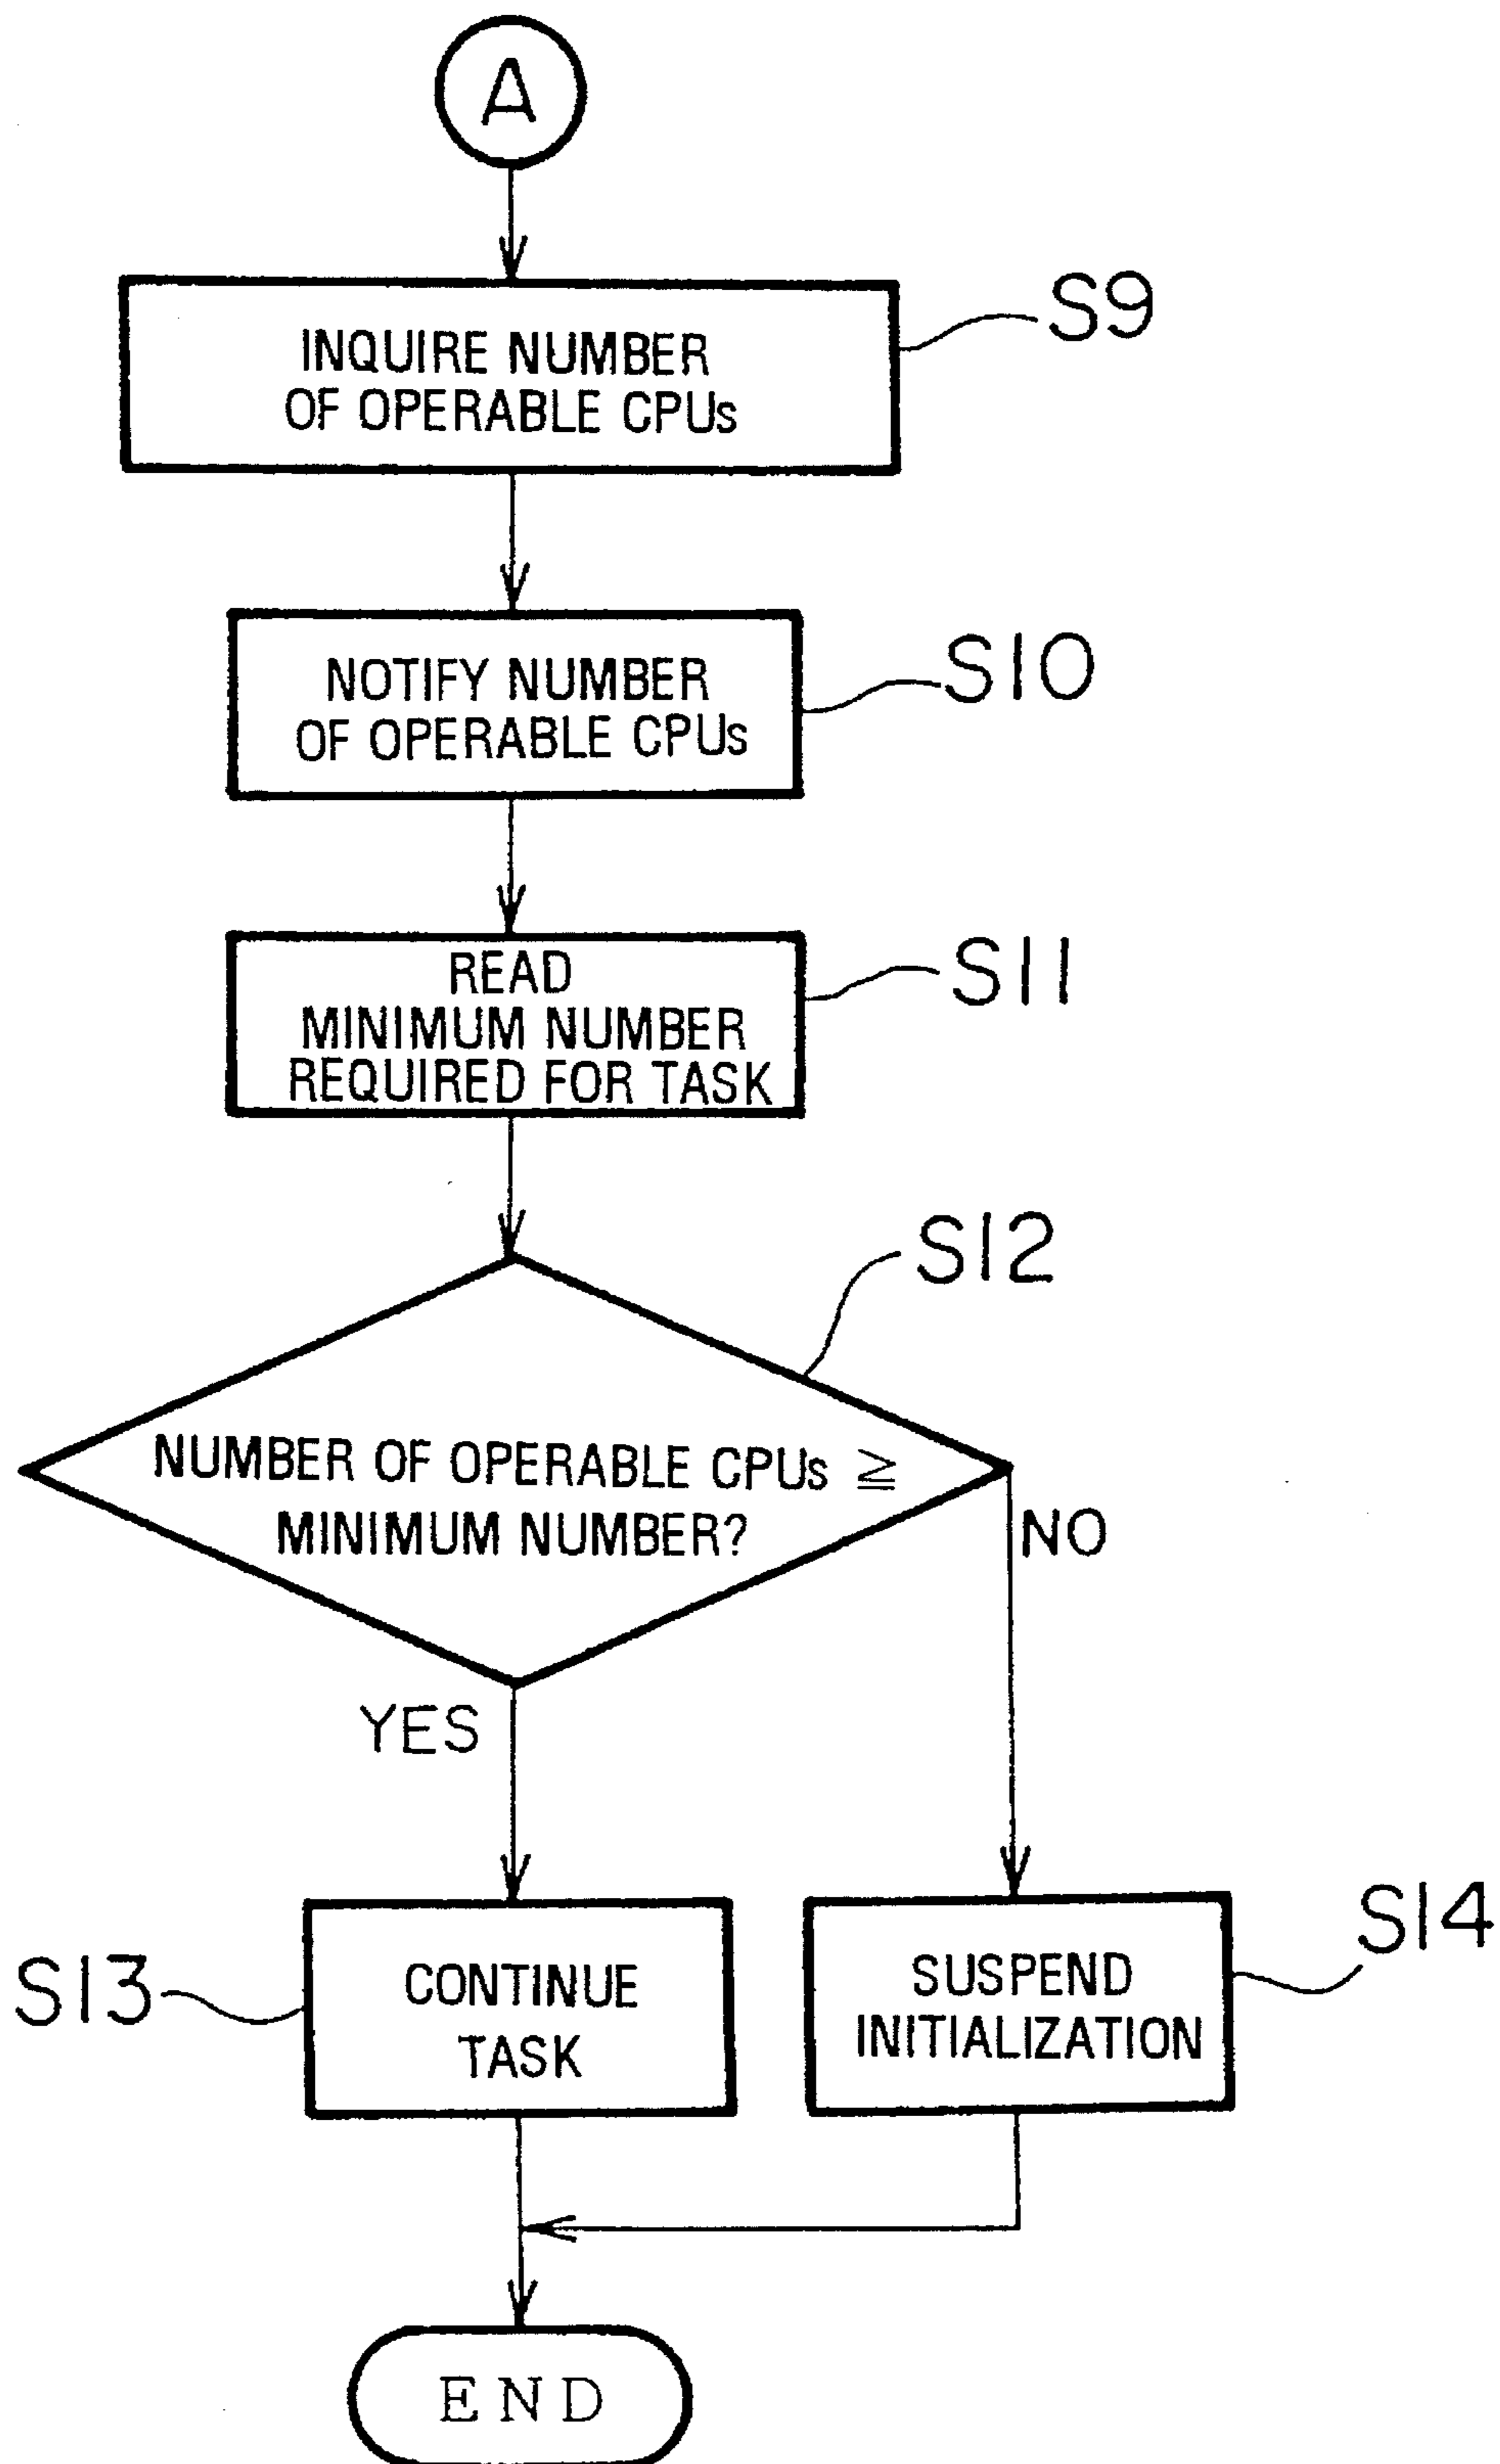 A
INQUIRE NUMBER
OF OPERABLE CPUs
S9
NOTIFY NUMBER
OF OPERABLE CPUs
S10
READ
MINIMUM NUMBER
REQUIRED FOR TASK
S11
S12
NUMBER OF OPERABLE CPUs ≧
MINIMUM NUMBER?
NO
YES
S13
CONTINUE
TASK
SUSPEND
INITIALIZATION
S14
END